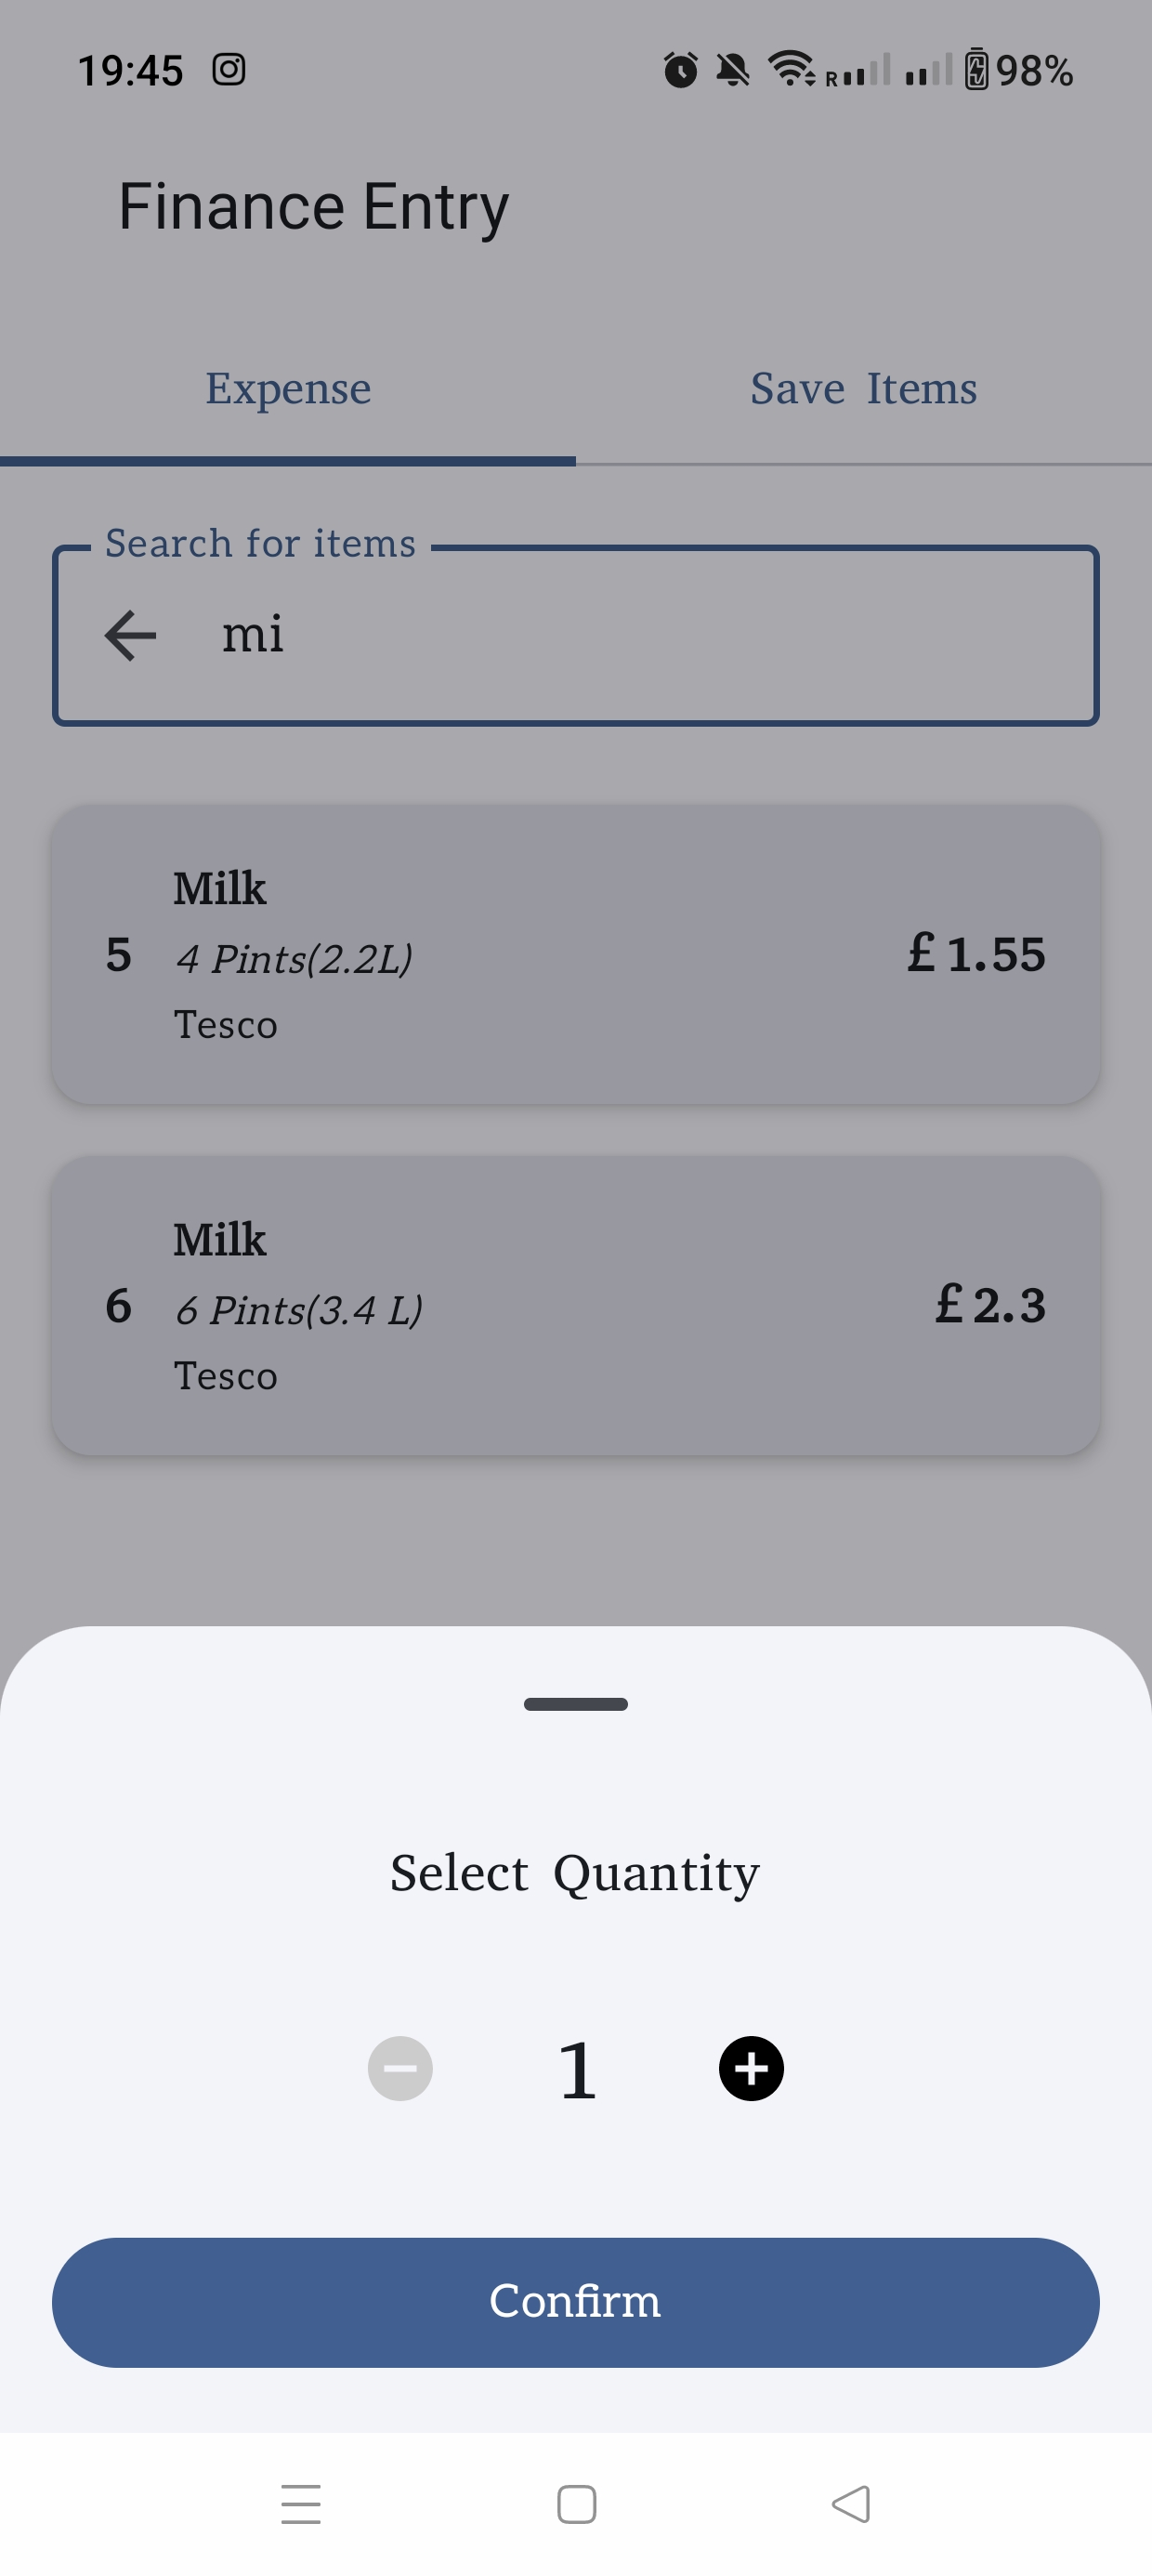 19:45
R
98%
Finance Entry
Expense
Save Items
Search for items
mi
Milk
5
4 Pints(2.2L)
£ 1.55
Tesco
Milk
6
6 Pints(3.4 L)
£ 2.3
Tesco
Select Quantity
1
Confirm